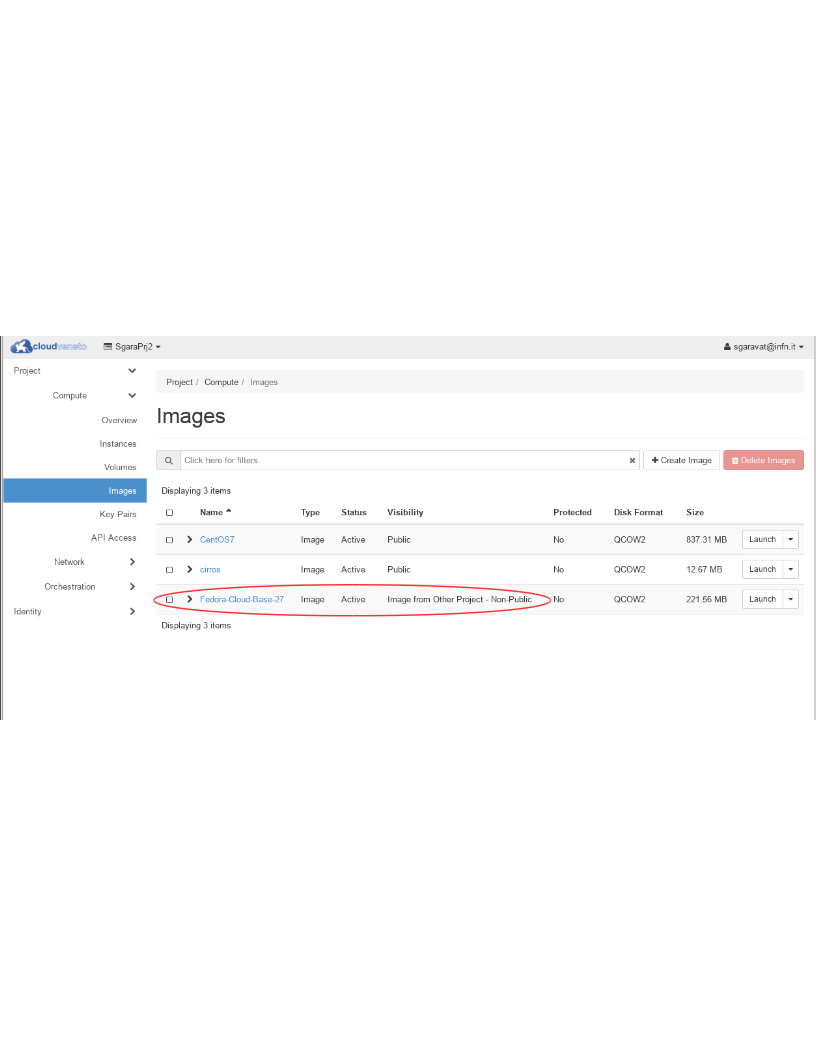 cloudveneto SgaraPrj2 sgaravat@infn.it
Project
Compute
Overview
Instances
Volumes
Images
Key Pairs
API Access
Network
Orchestration
Identity
Project / Compute / Images
Images
Click here for filters. Create Image Delete Images
Displaying 3 items
Name Type Status Visibility Protected Disk Format Size
CentOS7 Image Active Public No QCOW2 837.31 MB Launch
cirros Image Active Public No QCOW2 12.67 MB Launch
Fedora-Cloud-Base-27 Image Active Image from Other Project - Non-Public No QCOW2 221.56 MB Launch
Displaying 3 items